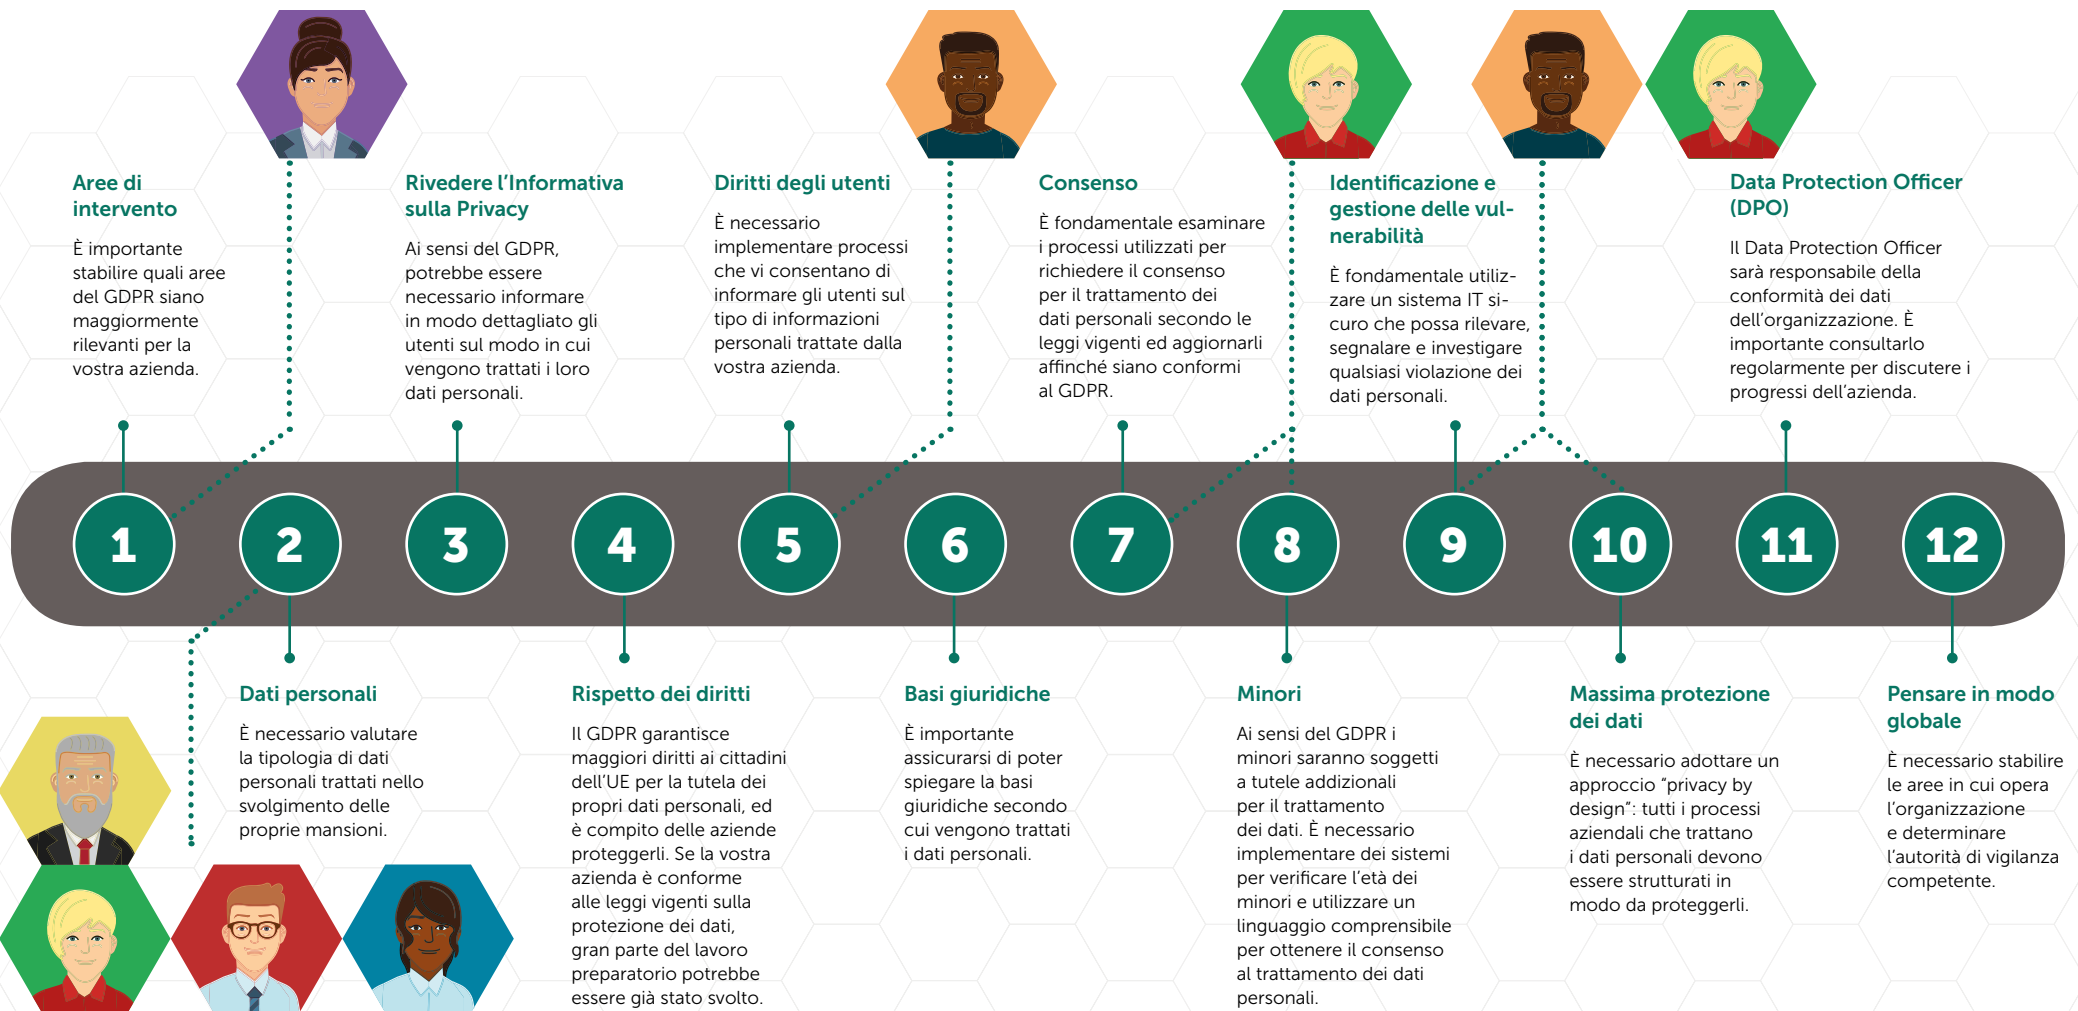 Aree di
intervento
È importante
stabilire quali aree
del GDPR siano
maggiormente
rilevanti per la
vostra azienda.
Rivedere l'Informativa
sulla Privacy
Ai sensi del GDPR,
potrebbe essere
necessario informare
in modo dettagliato gli
utenti sul modo in cui
vengono trattati i loro
dati personali.
Diritti degli utenti
È necessario
implementare processi
che vi consentano di
informare gli utenti sul
tipo di informazioni
personali trattate dalla
vostra azienda.
Consenso
È fondamentale esaminare
i processi utilizzati per
richiedere il consenso
per il trattamento dei
dati personali secondo le
leggi vigenti ed aggiornarli
affinché siano conformi
al GDPR.
Identificazione e
gestione delle vul-
nerabilità
È fondamentale utiliz-
zare un sistema IT si-
curo che possa rilevare,
segnalare e investigare
qualsiasi violazione dei
dati personali.
Data Protection Officer
(DPO)
Il Data Protection Officer
sarà responsabile della
conformità dei dati
dell'organizzazione. È
importante consultarlo
regolarmente per discutere i
progressi dell'azienda.
1 2 3 4 5 6 7 8 9 10 11 12
Dati personali
È necessario valutare
la tipologia di dati
personali trattati nello
svolgimento delle
proprie mansioni.
Rispetto dei diritti
Il GDPR garantisce
maggiori diritti ai cittadini
dell'UE per la tutela dei
propri dati personali, ed
è compito delle aziende
proteggerli. Se la vostra
azienda è conforme
alle leggi vigenti sulla
protezione dei dati,
gran parte del lavoro
preparatorio potrebbe
essere già stato svolto.
Basi giuridiche
È importante
assicurarsi di poter
spiegare la basi
giuridiche secondo
cui vengono trattati
i dati personali.
Minori
Ai sensi del GDPR i
minori saranno soggetti
a tutele addizionali
per il trattamento
dei dati. È necessario
implementare dei sistemi
per verificare l'età dei
minori e utilizzare un
linguaggio comprensibile
per ottenere il consenso
al trattamento dei dati
personali.
Massima protezione
dei dati
È necessario adottare un
approccio "privacy by
design": tutti i processi
aziendali che trattano
i dati personali devono
essere strutturati in
modo da proteggerli.
Pensare in modo
globale
È necessario stabilire
le aree in cui opera
l'organizzazione
e determinare
l'autorità di vigilanza
competente.